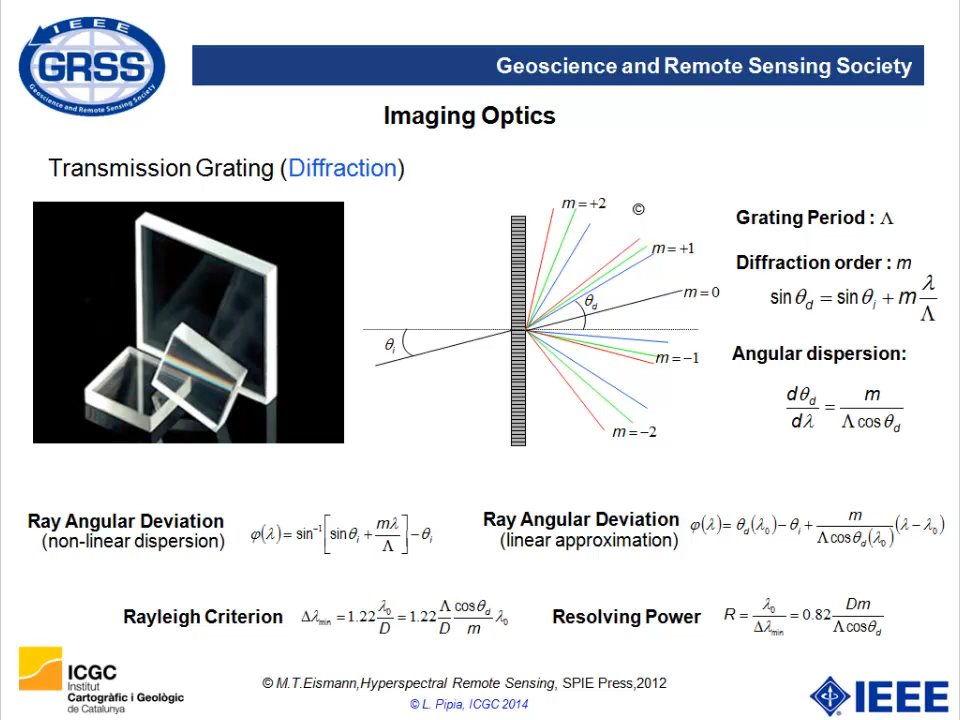 IEEE
GRSS
Geoscience and Remote Sensing Society
Geoscience and Remote Sensing Society
Imaging Optics
Transmission Grating (Diffraction)
m = +2
©
m = +1
m = 0
θd
θi
m = −1
m = −2
Grating Period : Λ
Diffraction order : m
sin θd = sin θi + m λ/Λ
Angular dispersion:
dθd/dλ = m/(Λ cos θd)
Ray Angular Deviation
(non-linear dispersion)
φ(λ) = sin⁻¹[sin θi + mλ/Λ] − θi
Ray Angular Deviation
(linear approximation)
φ(λ) = θd(λ0) − θi + m/(Λ cos θd(λ0)) (λ − λ0)
Rayleigh Criterion
Δλmin = 1.22 λ0/D = 1.22 Λ/D cos θd/m λ0
Resolving Power
R = λ0/Δλmin = 0.82 Dm/(Λ cos θd)
ICGC
Institut
Cartogràfic i Geològic
de Catalunya
© M.T.Eismann,Hyperspectral Remote Sensing, SPIE Press,2012
© L. Pipia, ICGC 2014
IEEE